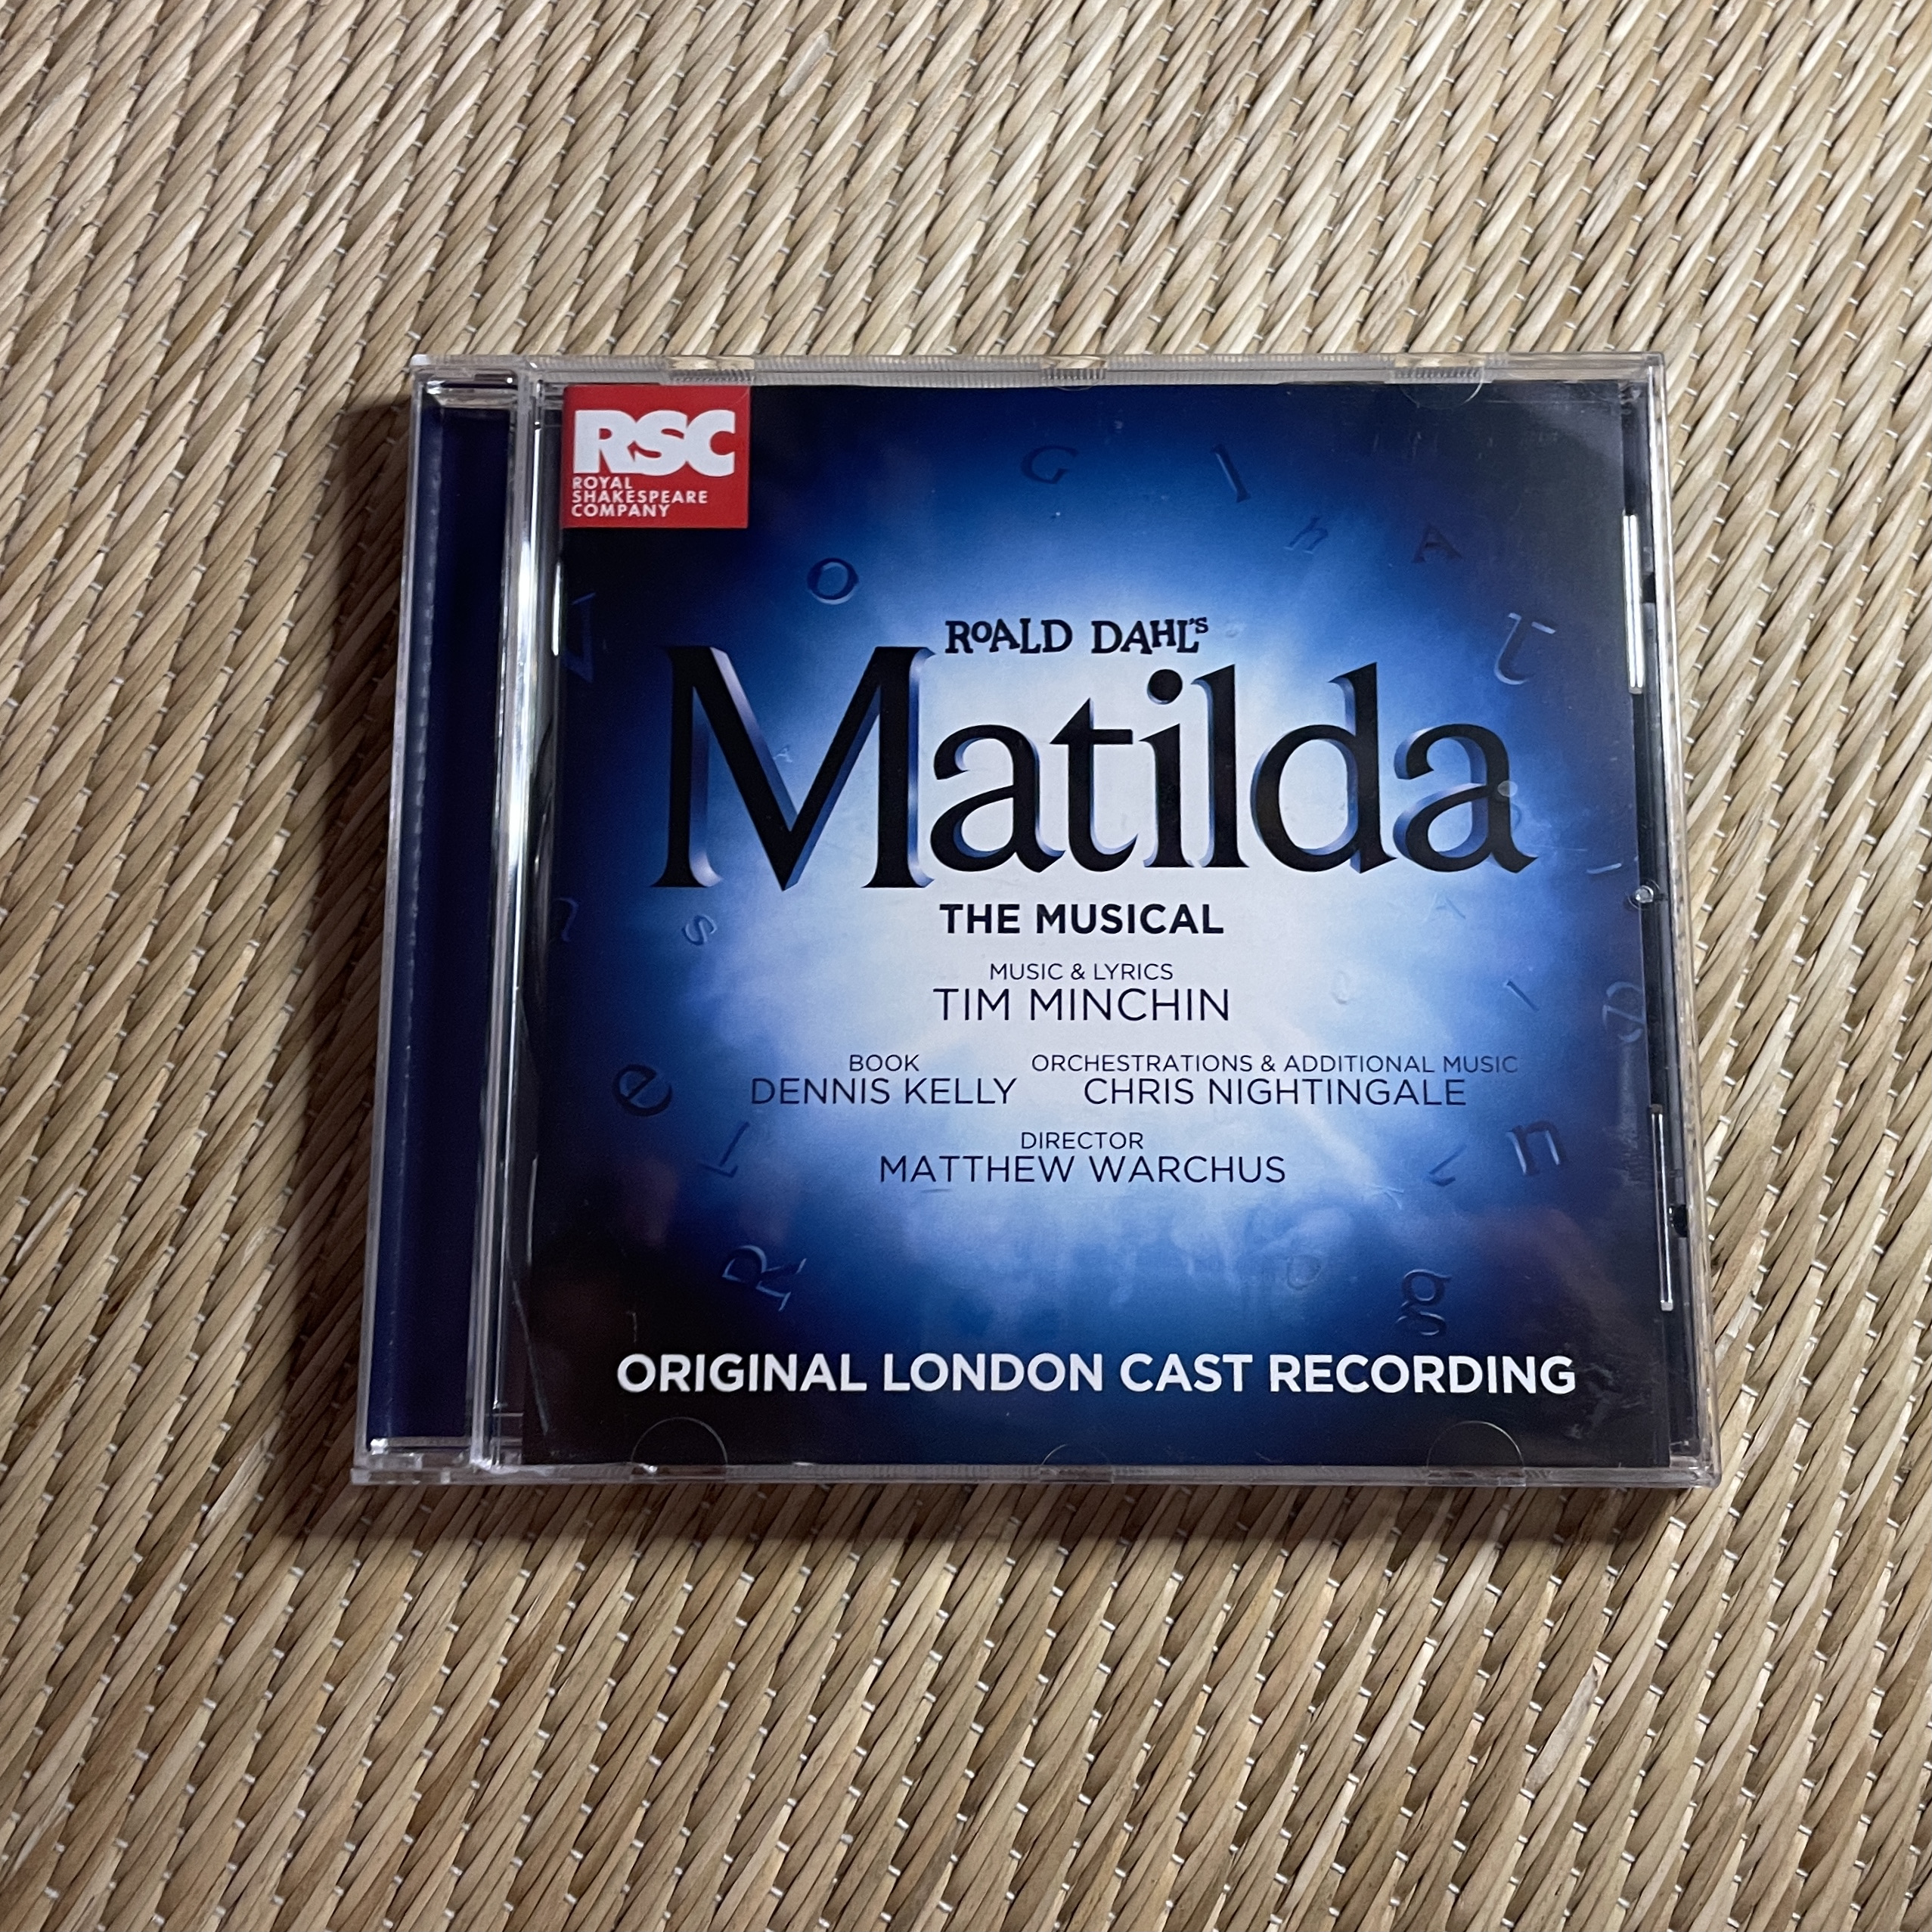 RSC
ROYAL
SHAKESPEARE
COMPANY
ROALD DAHL'S
Matilda
THE MUSICAL
MUSIC & LYRICS
TIM MINCHIN
BOOK
DENNIS KELLY
ORCHESTRATIONS & ADDITIONAL MUSIC
CHRIS NIGHTINGALE
DIRECTOR
MATTHEW WARCHUS
ORIGINAL LONDON CAST RECORDING